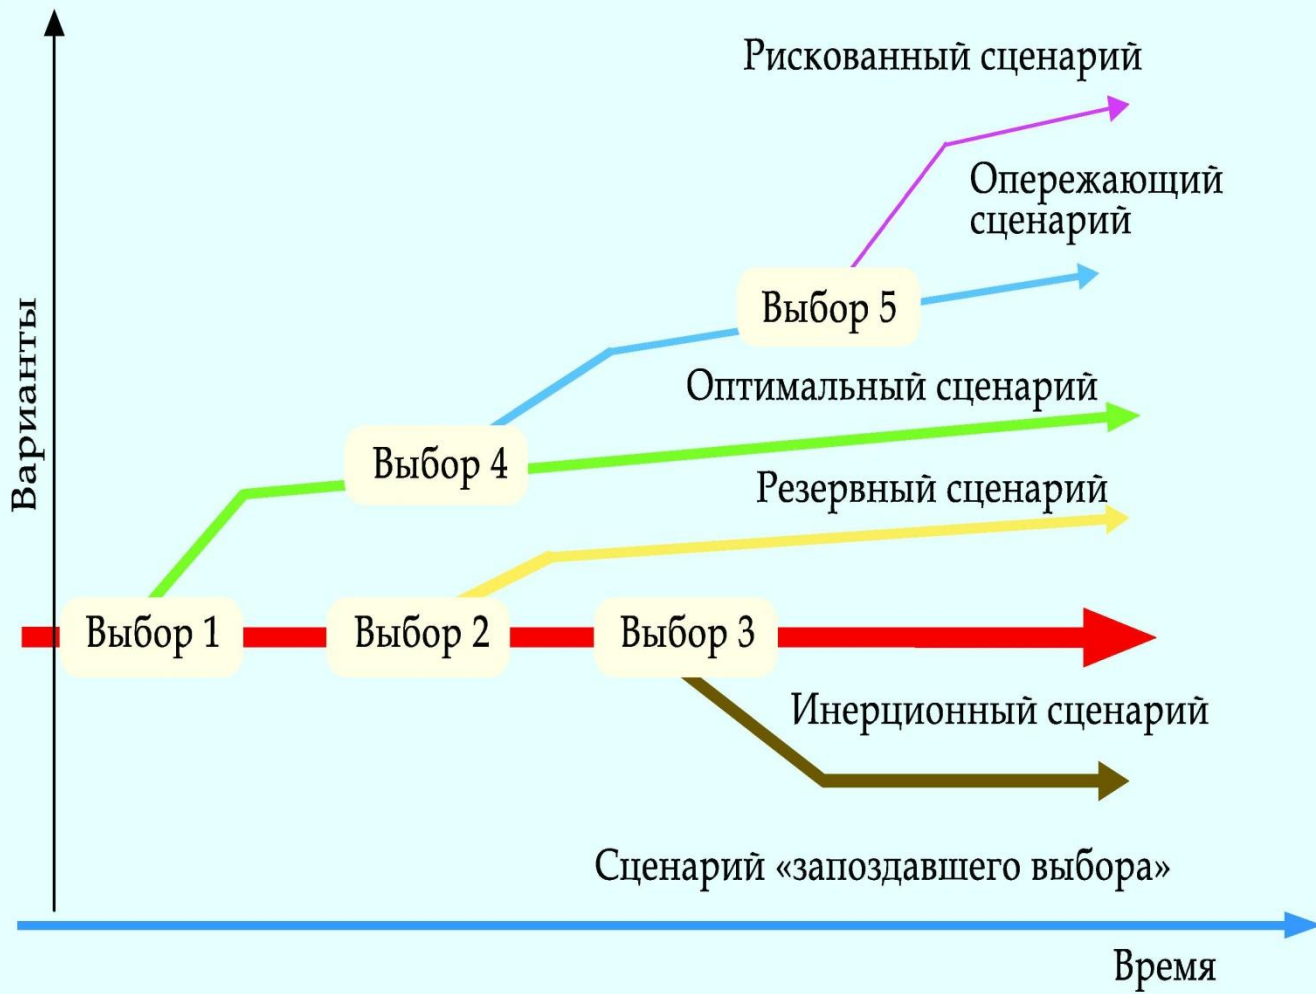 Рискованный сценарий
Опережающий
сценарий
Выбор 5
Варианты
Оптимальный сценарий
Выбор 4
Резервный сценарий
Выбор 1
Выбор 2
Выбор 3
Инерционный сценарий
Сценарий «запоздавшего выбора»
Время